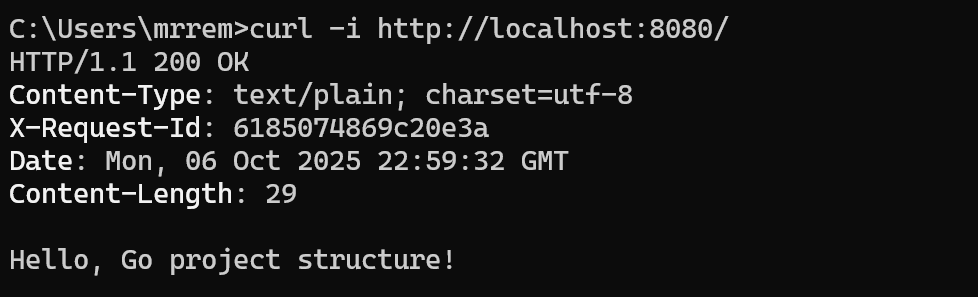 C:\Users\mrrem>curl -i http://localhost:8080/
HTTP/1.1 200 OK
Content-Type: text/plain; charset=utf-8
X-Request-Id: 6185074869c20e3a
Date: Mon, 06 Oct 2025 22:59:32 GMT
Content-Length: 29

Hello, Go project structure!